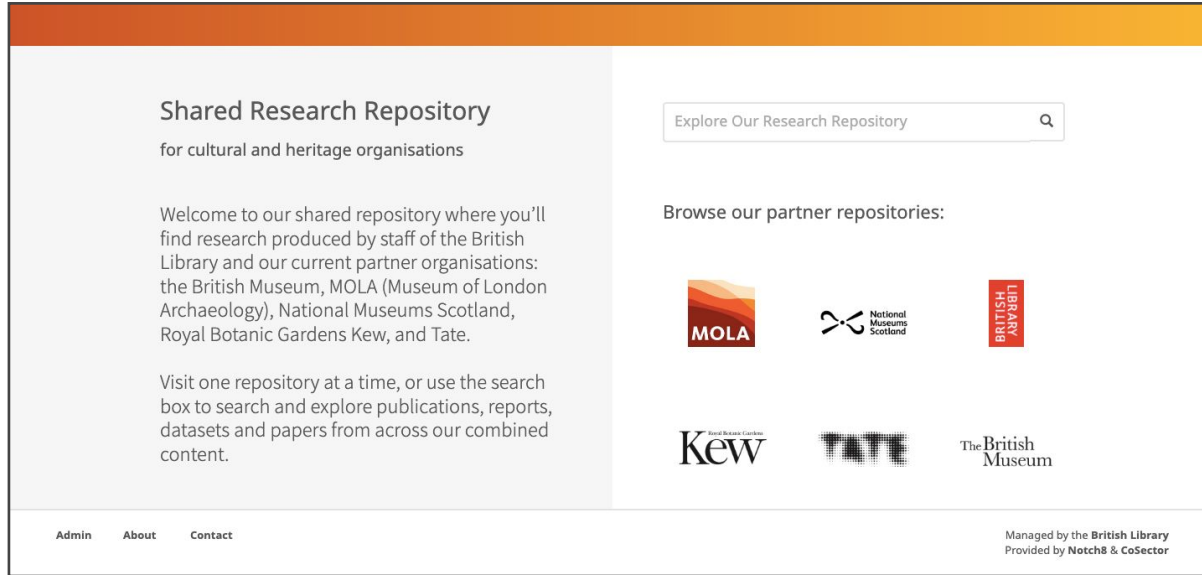 Shared Research Repository
for cultural and heritage organisations
Welcome to our shared repository where you’ll
find research produced by staff of the British
Library and our current partner organisations:
the British Museum, MOLA (Museum of London
Archaeology), National Museums Scotland,
Royal Botanic Gardens Kew, and Tate.
Visit one repository at a time, or use the search
box to search and explore publications, reports,
datasets and papers from across our combined
content.
Explore Our Research Repository
Browse our partner repositories:
MOLA
National
Museums
Scotland
LIBRARY
BRITISH
Royal Botanic Gardens
Kew
TATE
The British
Museum
Admin About Contact
Managed by the British Library
Provided by Notch8 & CoSector